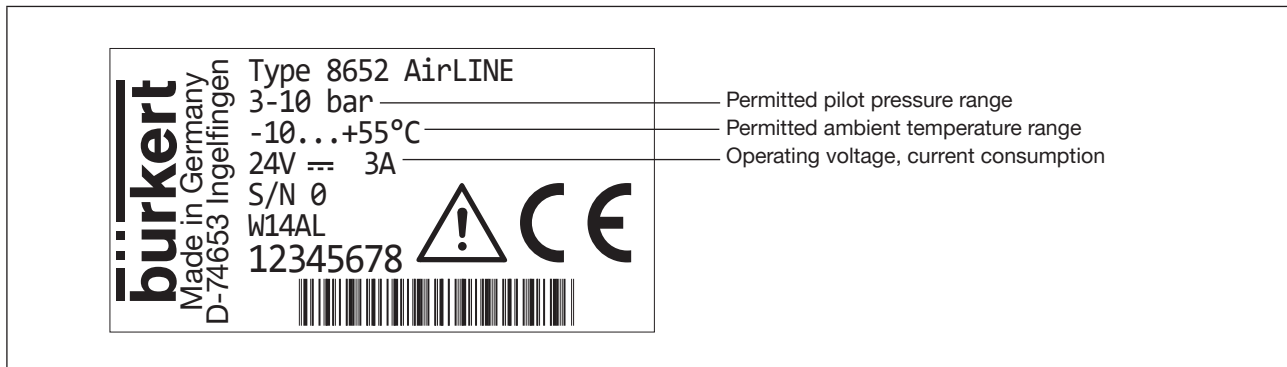 bürkert
Made in Germany
D-74653 Ingelfingen
Type 8652 AirLINE
3-10 bar
-10...+55°C
24V ⎓ 3A
S/N 0
W14AL
12345678
CE
Permitted pilot pressure range
Permitted ambient temperature range
Operating voltage, current consumption